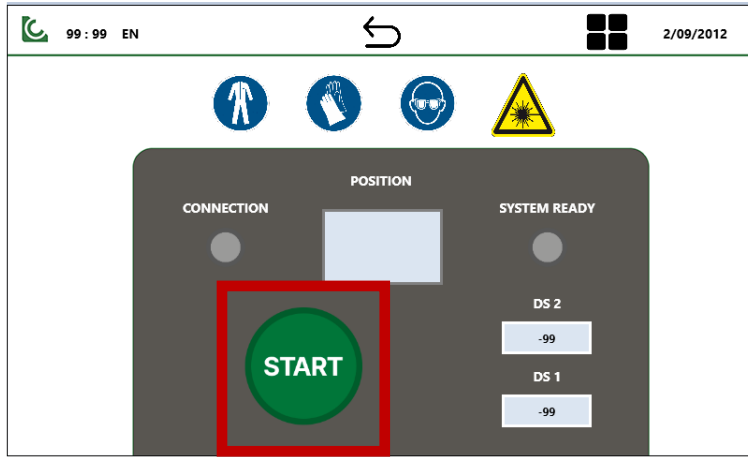 99 : 99 EN 2/09/2012
POSITION
CONNECTION
SYSTEM READY
START
DS 2
-99
DS 1
-99